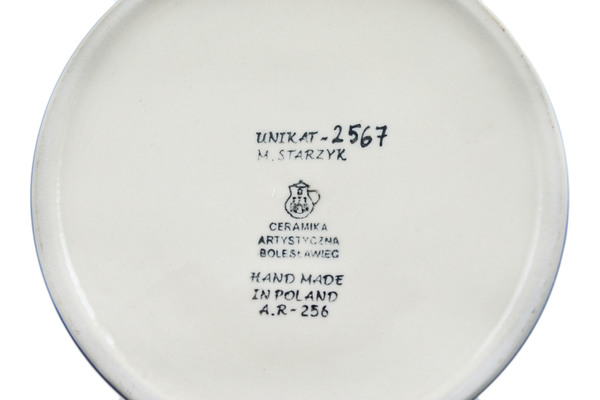 UNIKAT-2567
M. STARZYK
CERAMIKA
ARTYSTYCZNA
BOLESŁAWIEC
HAND MADE
IN POLAND
A.R-256